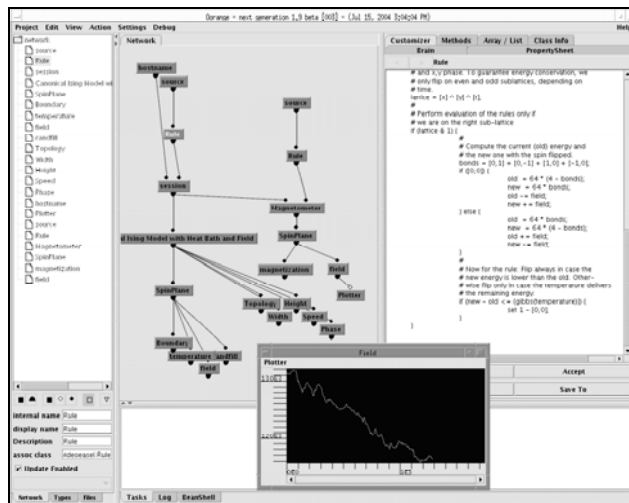 Oorange - next generation 1,9 beta [003] - (Jul 15, 2004 3:04:04 PM)
Project Edit View Action Settings Debug Help
network
source
Rule
session
Canonical Ising Model wi
SpinPlane
Boundary
temperature
field
randfill
Topology
Width
Height
Speed
Phase
hostname
Plotter
source
Rule
Magnetometer
SpinPlane
magnetization
field
internal name Rule
display name Rule
Description Rule
assoc class
Update Enabled
Network Types Files
Network
hostname
source
source
Rule
Rule
session
Magnetometer
SpinPlane
d Ising Model with Heat Bath and Field
magnetization
field
Plotter
SpinPlane
Topology
Height
Width
Speed
Phase
Boundary
temperature
field
Tasks Log BeanShell
Customizer Methods Array / List Class Info
Brain PropertySheet
Rule
# and x,y phase. To guarantee energy conservation, we
# only flip on even and odd sublattices, depending on
# time.
lattice = [x] ^ [y] ^ [t],
#
# Perform evaluation of the rules only if
# we are on the right sub-lattice
if (lattice & 1) {
#
# Compute the current (old) energy and
# the new one with the spin flipped.
bonds = [0,1] + [0,-1] + [1,0] + [-1,0];
if ([0,0]) {
old = 64 * (4 - bonds);
new = 64 * bonds;
old -= field;
new += field;
} else {
old = 64 * bonds;
new = 64 * (4 - bonds);
old += field;
new -= field;
}
#
# Now for the rule: Flip always in case the
# new energy is lower than the old. Other-
# wise flip only in case the temperature delivers
# the remaining energy.
if (new - old <= (gibbs(temperature))) {
set 1 - [0,0];
}
}
Accept
Save To
Field
Plotter